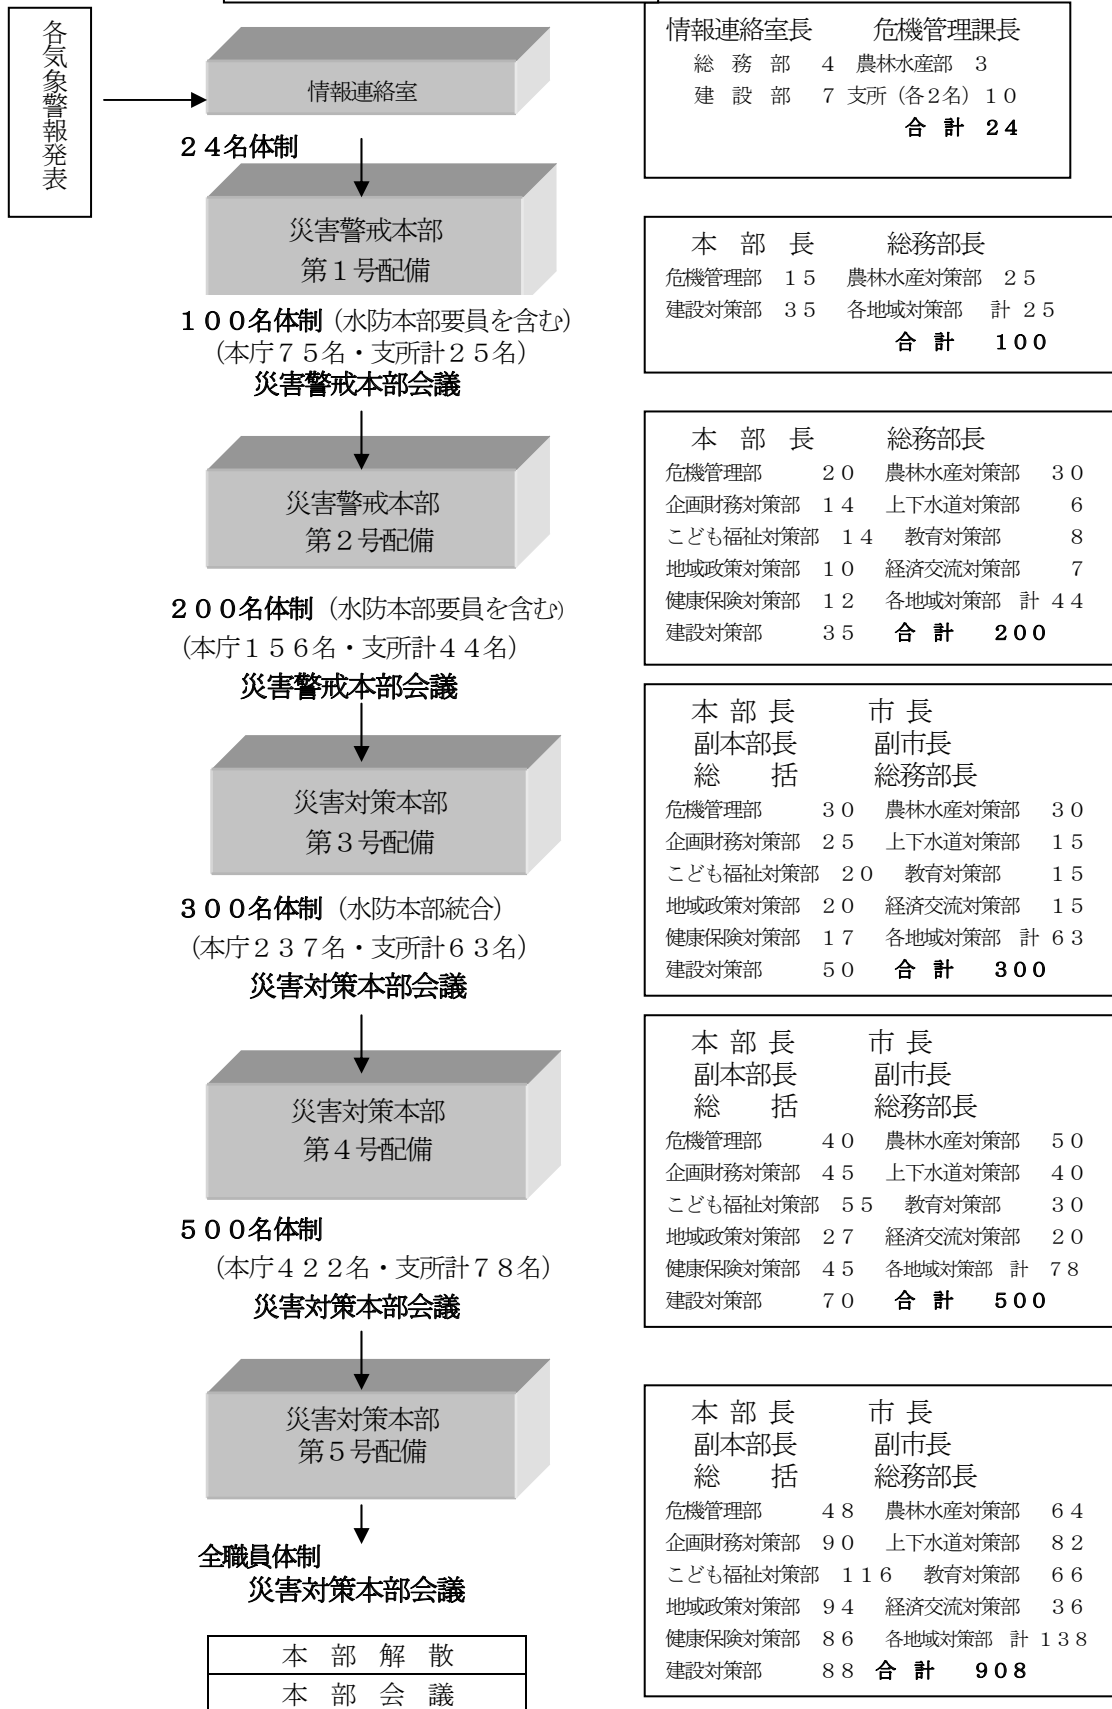 各気象警報発表
情報連絡室
２４名体制
災害警戒本部
第１号配備
１００名体制（水防本部要員を含む）
（本庁７５名・支所計２５名）
災害警戒本部会議
災害警戒本部
第２号配備
２００名体制（水防本部要員を含む）
（本庁１５６名・支所計４４名）
災害警戒本部会議
災害対策本部
第３号配備
３００名体制（水防本部統合）
（本庁２３７名・支所計６３名）
災害対策本部会議
災害対策本部
第４号配備
５００名体制
（本庁４２２名・支所計７８名）
災害対策本部会議
災害対策本部
第５号配備
全職員体制
災害対策本部会議
本　部　解　散
本　部　会　議
情報連絡室長　　危機管理課長
総　務　部　４　農林水産部　３
建　設　部　７　支所（各２名）１０
合　計　２４
本　部　長　　総務部長
危機管理部　１５　農林水産対策部　２５
建設対策部　３５　各地域対策部　計　２５
合　計　１００
本　部　長　　総務部長
危機管理部　２０　農林水産対策部　３０
企画財務対策部　１４　上下水道対策部　６
こども福祉対策部　１４　教育対策部　８
地域政策対策部　１０　経済交流対策部　７
健康保険対策部　１２　各地域対策部　計　４４
建設対策部　３５　合　計　２００
本　部　長　　市　長
副本部長　　副市長
総　　括　　総務部長
危機管理部　３０　農林水産対策部　３０
企画財務対策部　２５　上下水道対策部　１５
こども福祉対策部　２０　教育対策部　１５
地域政策対策部　２０　経済交流対策部　１５
健康保険対策部　１７　各地域対策部　計　６３
建設対策部　５０　合　計　３００
本　部　長　　市　長
副本部長　　副市長
総　　括　　総務部長
危機管理部　４０　農林水産対策部　５０
企画財務対策部　４５　上下水道対策部　４０
こども福祉対策部　５５　教育対策部　３０
地域政策対策部　２７　経済交流対策部　２０
健康保険対策部　４５　各地域対策部　計　７８
建設対策部　７０　合　計　５００
本　部　長　　市　長
副本部長　　副市長
総　　括　　総務部長
危機管理部　４８　農林水産対策部　６４
企画財務対策部　９０　上下水道対策部　８２
こども福祉対策部　１１６　教育対策部　６６
地域政策対策部　９４　経済交流対策部　３６
健康保険対策部　８６　各地域対策部　計　１３８
建設対策部　８８　合　計　９０８